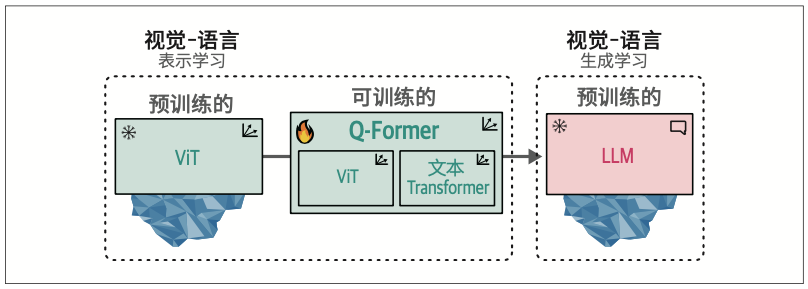 视觉-语言
表示学习
预训练的
ViT
可训练的
Q-Former
ViT
文本
Transformer
视觉-语言
生成学习
预训练的
LLM